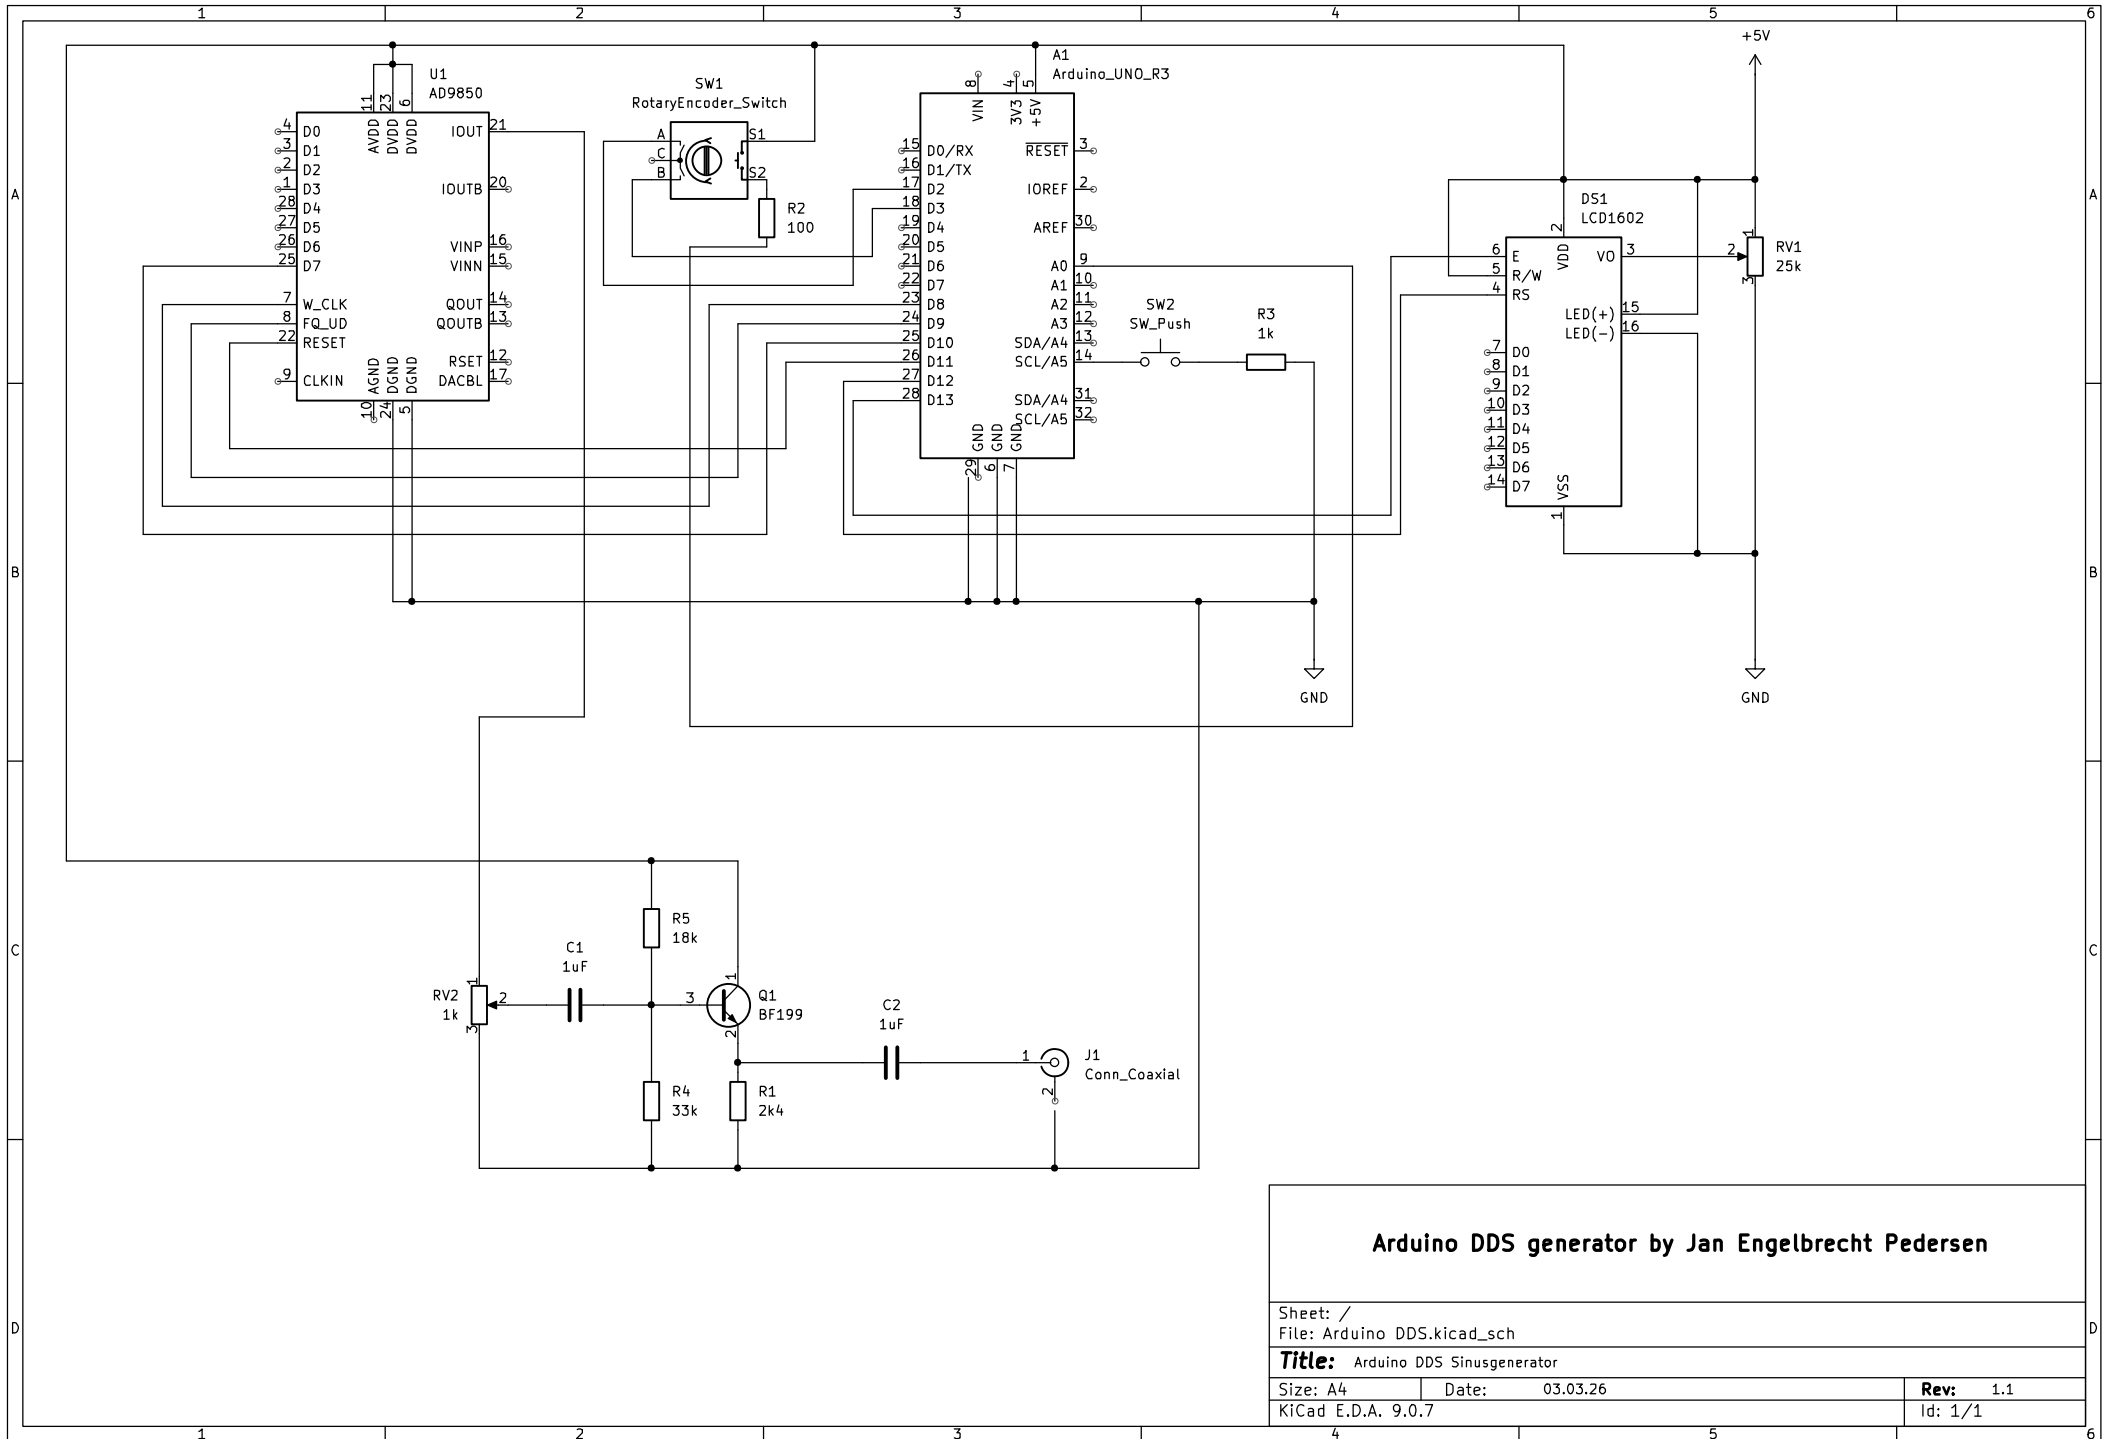 1 2 3 4 5 6
A
B
C
D
U1
AD9850
4 D0
3 D1
2 D2
1 D3
28 D4
27 D5
26 D6
25 D7
7 W_CLK
8 FQ_UD
22 RESET
9 CLKIN
11 AVDD
23 DVDD
6 DVDD
IOUT 21
IOUTB 20
VINP 16
VINN 15
QOUT 14
QOUTB 13
RSET 12
DACBL 17
10 AGND
24 DGND
5 DGND
SW1
RotaryEncoder_Switch
A
C
B
S1
S2
R2
100
A1
Arduino_UNO_R3
8 VIN
4 3V3
5 +5V
15 D0/RX
16 D1/TX
17 D2
18 D3
19 D4
20 D5
21 D6
22 D7
23 D8
24 D9
25 D10
26 D11
27 D12
28 D13
RESET 3
IOREF 2
AREF 30
A0 9
A1 10
A2 11
A3 12
SDA/A4 13
SCL/A5 14
SDA/A4 31
SCL/A5 32
GND 29
GND 6
GND 7
SW2
SW_Push
R3
1k
GND
+5V
DS1
LCD1602
2 VDD
6 E
5 R/W
4 RS
VO 3
LED(+) 15
LED(-) 16
7 D0
8 D1
9 D2
10 D3
11 D4
12 D5
13 D6
14 D7
VSS 1
1
2
3
RV1
25k
GND
R5
18k
C1
1uF
RV2
1k
1
2
3
Q1
BF199
3
1
2
C2
1uF
R4
33k
R1
2k4
J1
Conn_Coaxial
1
2
Arduino DDS generator by Jan Engelbrecht Pedersen
Sheet: /
File: Arduino DDS.kicad_sch
Title: Arduino DDS Sinusgenerator
Size: A4 Date: 03.03.26 Rev: 1.1
KiCad E.D.A. 9.0.7 Id: 1/1
A
B
C
D
1 2 3 4 5 6